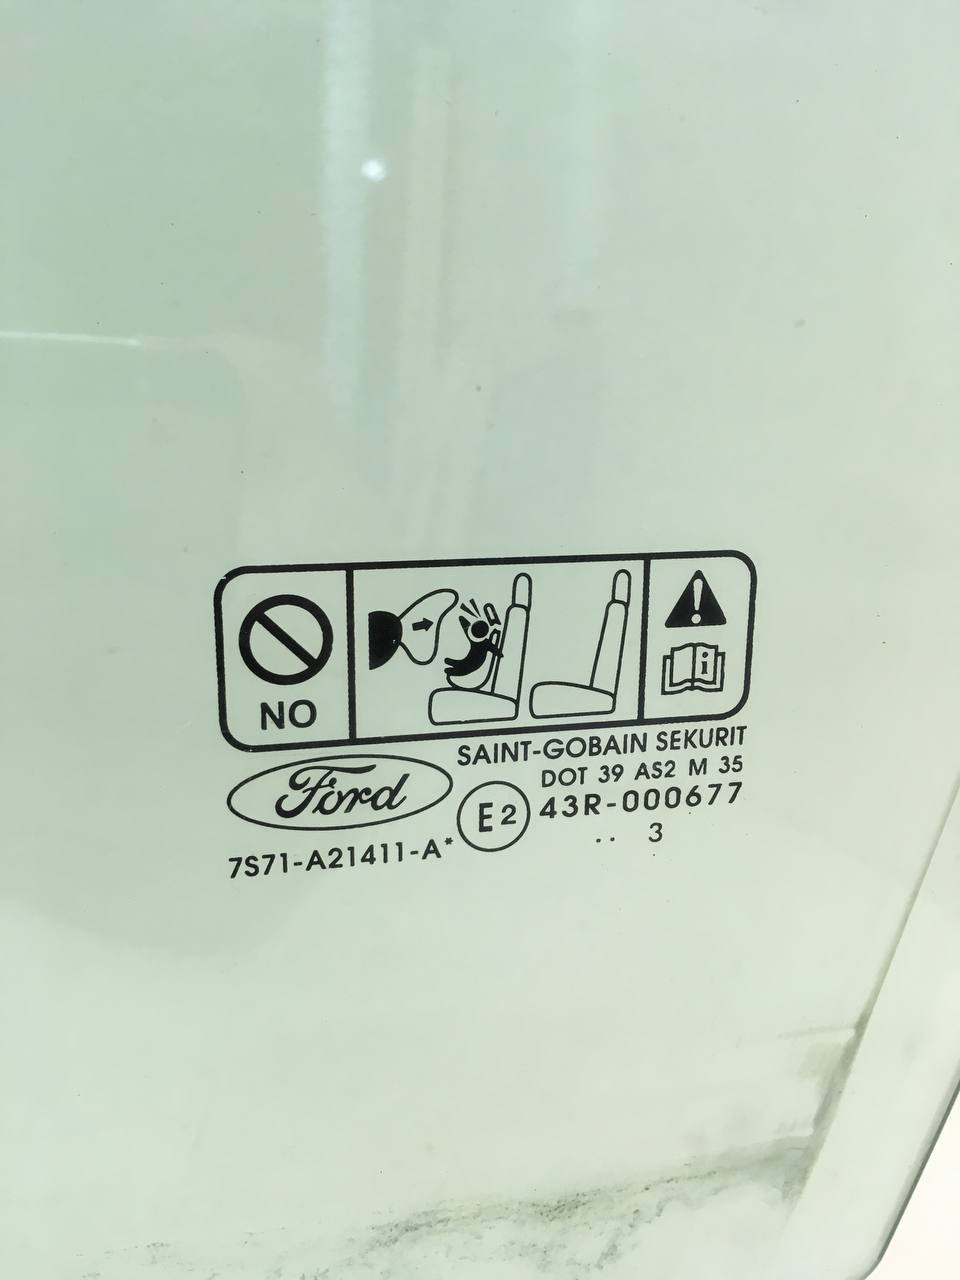 NO
SAINT-GOBAIN SEKURIT
DOT 39 AS2 M 35
Ford
E2 43R-000677
.. 3
7S71-A21411-A*